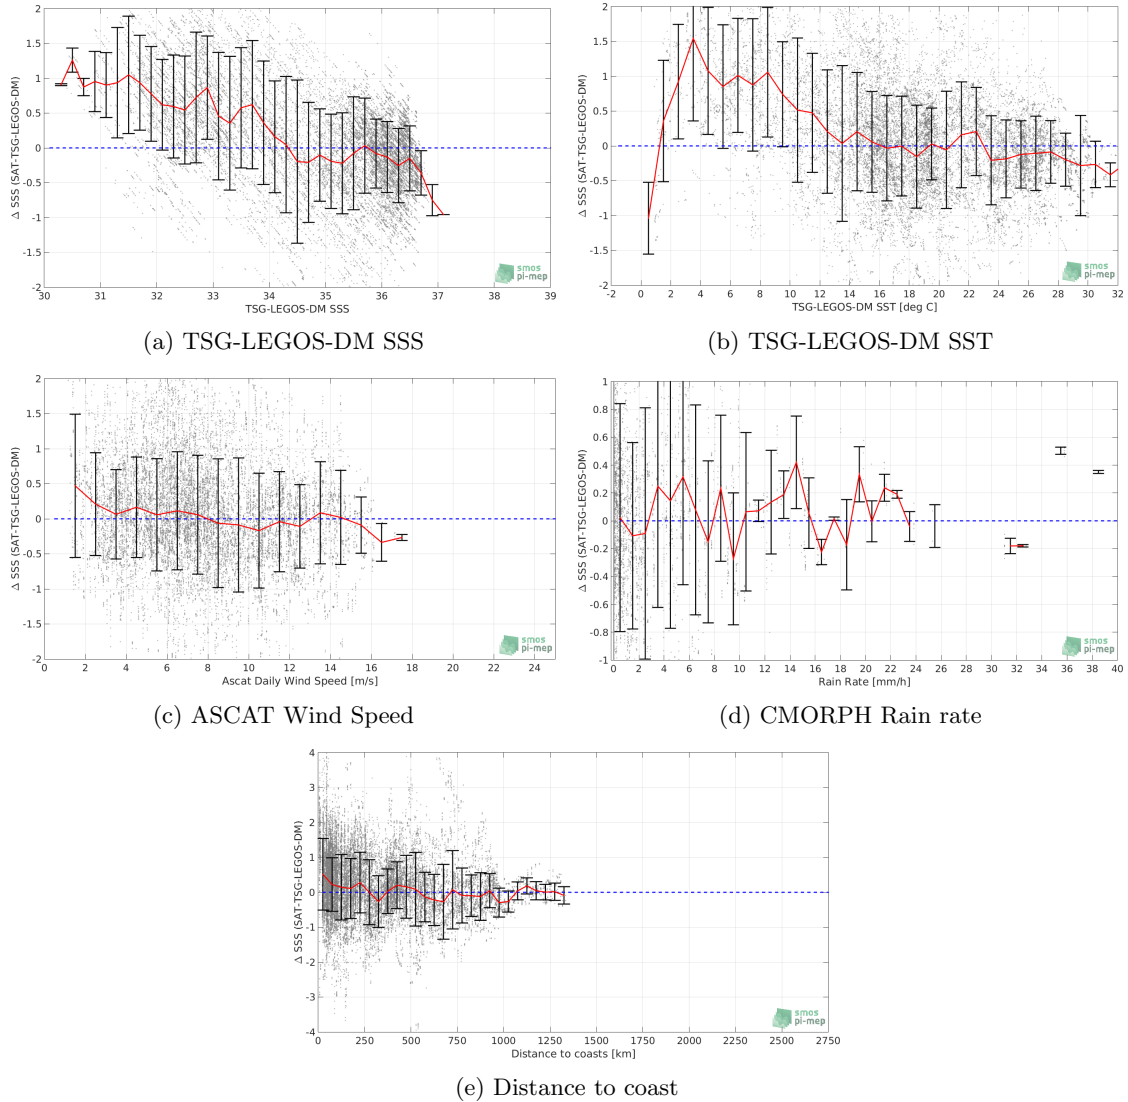 2
1.5
1
0.5
0
-0.5
-1
-1.5
-2
Δ SSS (SAT-TSG-LEGOS-DM)
30 31 32 33 34 35 36 37 38 39
TSG-LEGOS-DM SSS
smos
pi-mep
(a) TSG-LEGOS-DM SSS
2
1.5
1
0.5
0
-0.5
-1
-1.5
-2
Δ SSS (SAT-TSG-LEGOS-DM)
-2 0 2 4 6 8 10 12 14 16 18 20 22 24 26 28 30 32
TSG-LEGOS-DM SST [deg C]
smos
pi-mep
(b) TSG-LEGOS-DM SST
2
1.5
1
0.5
0
-0.5
-1
-1.5
-2
Δ SSS (SAT-TSG-LEGOS-DM)
0 2 4 6 8 10 12 14 16 18 20 22 24
Ascat Daily Wind Speed [m/s]
smos
pi-mep
(c) ASCAT Wind Speed
1
0.8
0.6
0.4
0.2
0
-0.2
-0.4
-0.6
-0.8
-1
Δ SSS (SAT-TSG-LEGOS-DM)
0 2 4 6 8 10 12 14 16 18 20 22 24 26 28 30 32 34 36 38 40
Rain Rate [mm/h]
smos
pi-mep
(d) CMORPH Rain rate
4
3
2
1
0
-1
-2
-3
-4
Δ SSS (SAT-TSG-LEGOS-DM)
0 250 500 750 1000 1250 1500 1750 2000 2250 2500 2750
Distance to coasts [km]
smos
pi-mep
(e) Distance to coast